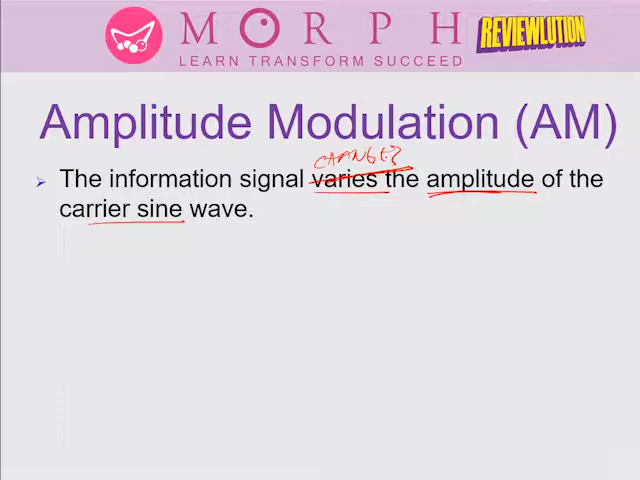 MORPH
LEARN TRANSFORM SUCCEED
REVIEWLUTION
Amplitude Modulation (AM)
CHANGES
The information signal varies the amplitude of the
carrier sine wave.